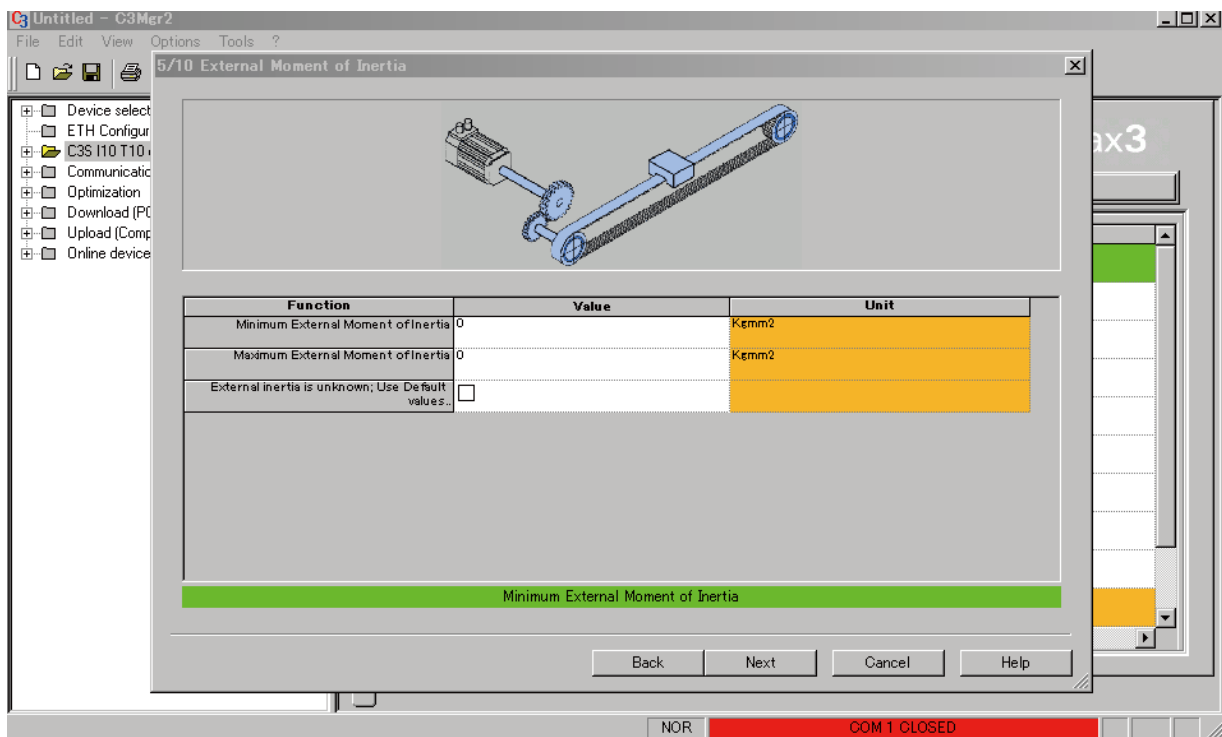 C3 Untitled - C3Mgr2
File Edit View Options Tools ?
5/10 External Moment of Inertia
Device select
ETH Configur
C3S I10 T10
Communicatio
Optimization
Download (PC
Upload (Comp
Online device
ax3
Function Value Unit
Minimum External Moment of Inertia 0 Kgmm2
Maximum External Moment of Inertia 0 Kgmm2
External inertia is unknown; Use Default
values..
Minimum External Moment of Inertia
Back Next Cancel Help
NOR COM 1 CLOSED